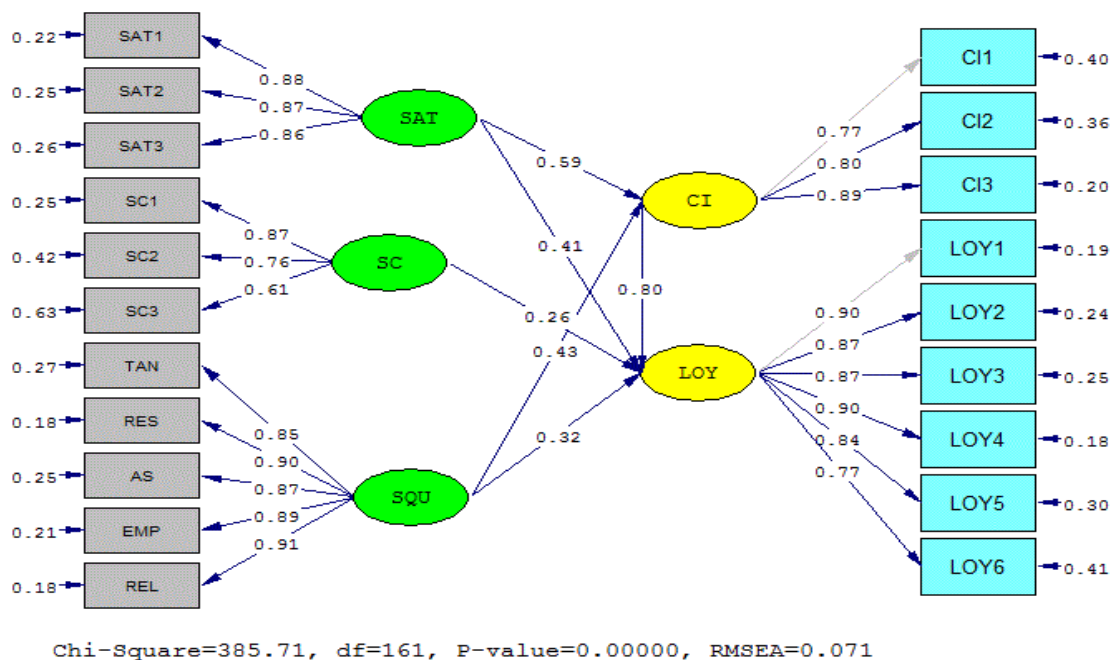 0.22 SAT1
0.25 SAT2
0.26 SAT3
0.25 SC1
0.42 SC2
0.63 SC3
0.27 TAN
0.18 RES
0.25 AS
0.21 EMP
0.18 REL
0.88
0.87
0.86
0.87
0.76
0.61
0.85
0.90
0.87
0.89
0.91
SAT
SC
SQU
0.59
0.41
0.26
0.43
0.32
0.80
CI
LOY
0.77
0.80
0.89
0.90
0.87
0.87
0.90
0.84
0.77
CI1 0.40
CI2 0.36
CI3 0.20
LOY1 0.19
LOY2 0.24
LOY3 0.25
LOY4 0.18
LOY5 0.30
LOY6 0.41
Chi-Square=385.71, df=161, P-value=0.00000, RMSEA=0.071